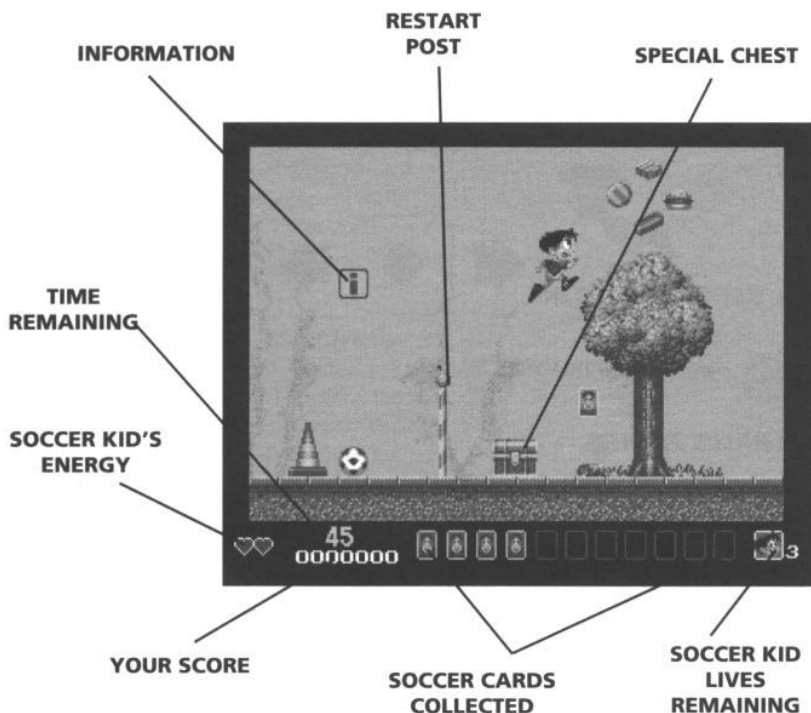 RESTART
POST
INFORMATION
SPECIAL CHEST
i
TIME
REMAINING
SOCCER KID'S
ENERGY
45
0000000
3
YOUR SCORE
SOCCER CARDS
COLLECTED
SOCCER KID
LIVES
REMAINING